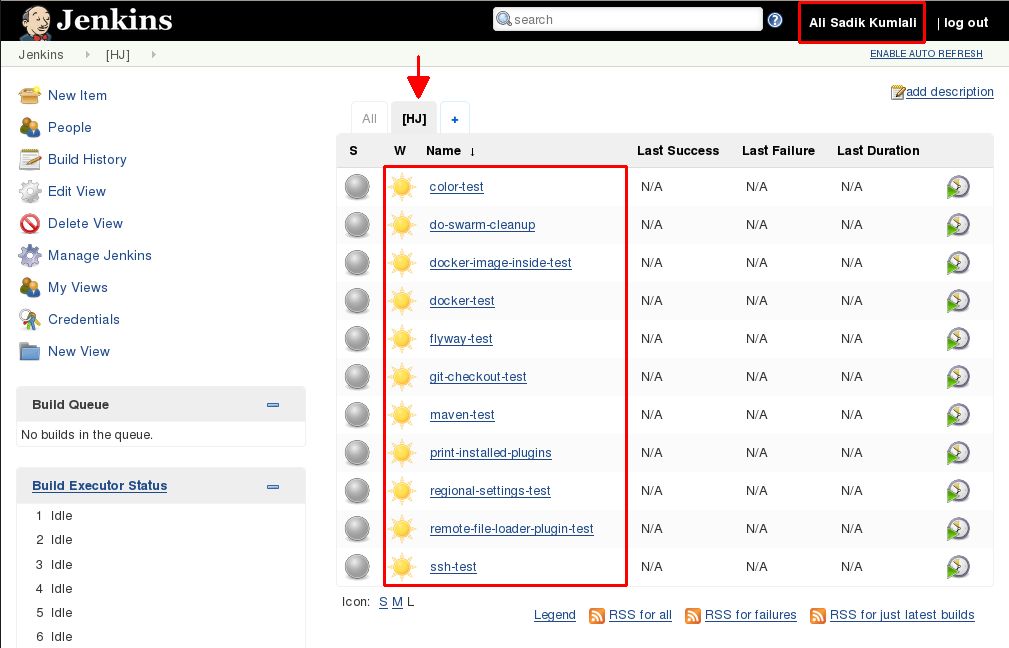 Jenkins
search
Ali Sadik Kumlali | log out
Jenkins [HJ]
ENABLE AUTO REFRESH
New Item
People
Build History
Edit View
Delete View
Manage Jenkins
My Views
Credentials
New View
Build Queue
No builds in the queue.
Build Executor Status
1 Idle
2 Idle
3 Idle
4 Idle
5 Idle
6 Idle
add description
All [HJ] +
S W Name ↓ Last Success Last Failure Last Duration
color-test N/A N/A N/A
do-swarm-cleanup N/A N/A N/A
docker-image-inside-test N/A N/A N/A
docker-test N/A N/A N/A
flyway-test N/A N/A N/A
git-checkout-test N/A N/A N/A
maven-test N/A N/A N/A
print-installed-plugins N/A N/A N/A
regional-settings-test N/A N/A N/A
remote-file-loader-plugin-test N/A N/A N/A
ssh-test N/A N/A N/A
Icon: S M L
Legend RSS for all RSS for failures RSS for just latest builds